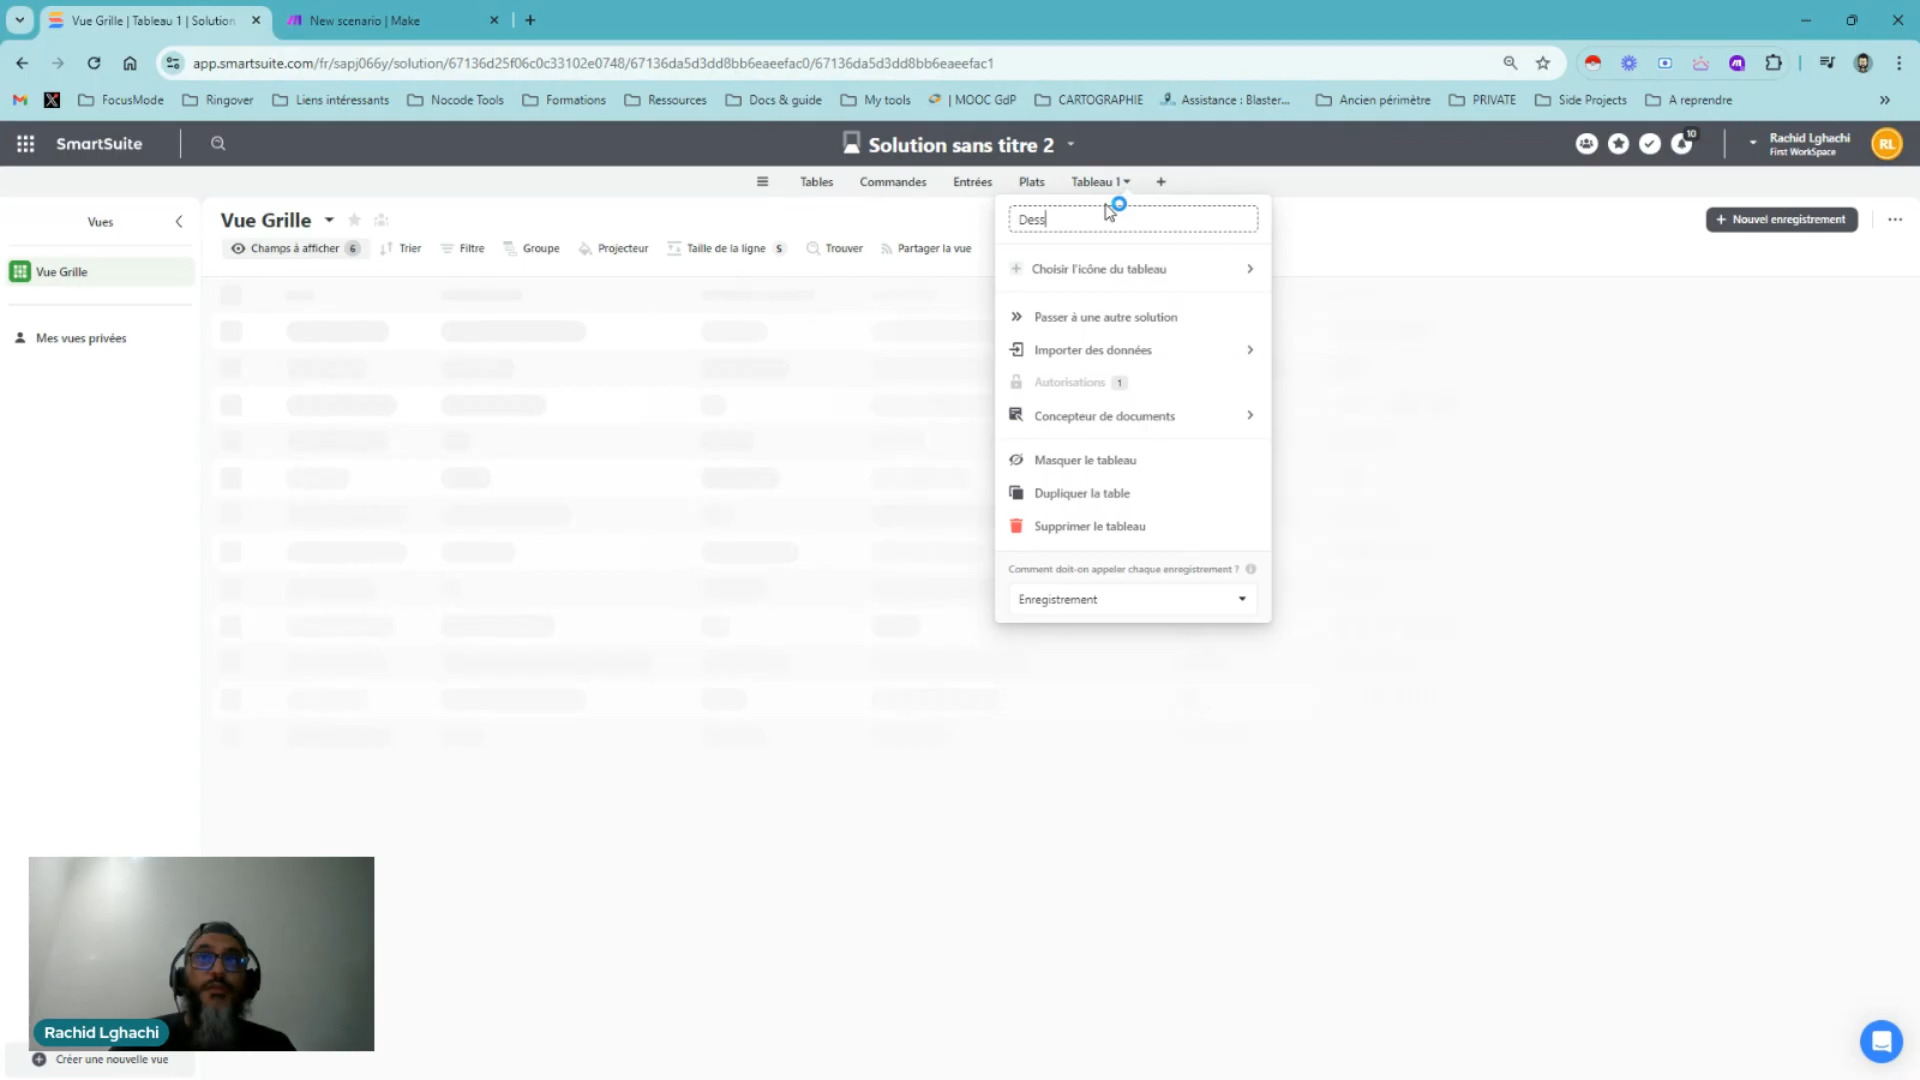 Vue Grille | Tableau 1 | Solution
New scenario | Make
app.smartsuite.com/fr/sapj066y/solution/67136d25f06c0c33102e0748/67136da5d3dd8bb6eaeefac0/67136da5d3dd8bb6eaeefac1
FocusMode
Ringover
Liens intéressants
Nocode Tools
Formations
Ressources
Docs & guide
My tools
| MOOC GdP
CARTOGRAPHIE
Assistance : Blaster...
Ancien périmètre
PRIVATE
Side Projects
A reprendre
SmartSuite
Solution sans titre 2
10
Rachid Lghachi
First WorkSpace
RL
Tables
Commandes
Entrées
Plats
Tableau 1
Vues
Vue Grille
Nouvel enregistrement
Champs à afficher 6
Trier
Filtre
Groupe
Projecteur
Taille de la ligne S
Trouver
Partager la vue
Vue Grille
Mes vues privées
Dess
Choisir l'icône du tableau
Passer à une autre solution
Importer des données
Autorisations 1
Concepteur de documents
Masquer le tableau
Dupliquer la table
Supprimer le tableau
Comment doit-on appeler chaque enregistrement ?
Enregistrement
Rachid Lghachi
Créer une nouvelle vue